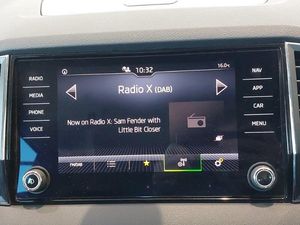 10:32
16.0°C
RADIO
MEDIA
PHONE
VOICE
Radio X (DAB)
Now on Radio X: Sam Fender with
Little Bit Closer
FM/DAB
NAV
APP
CAR
MENU